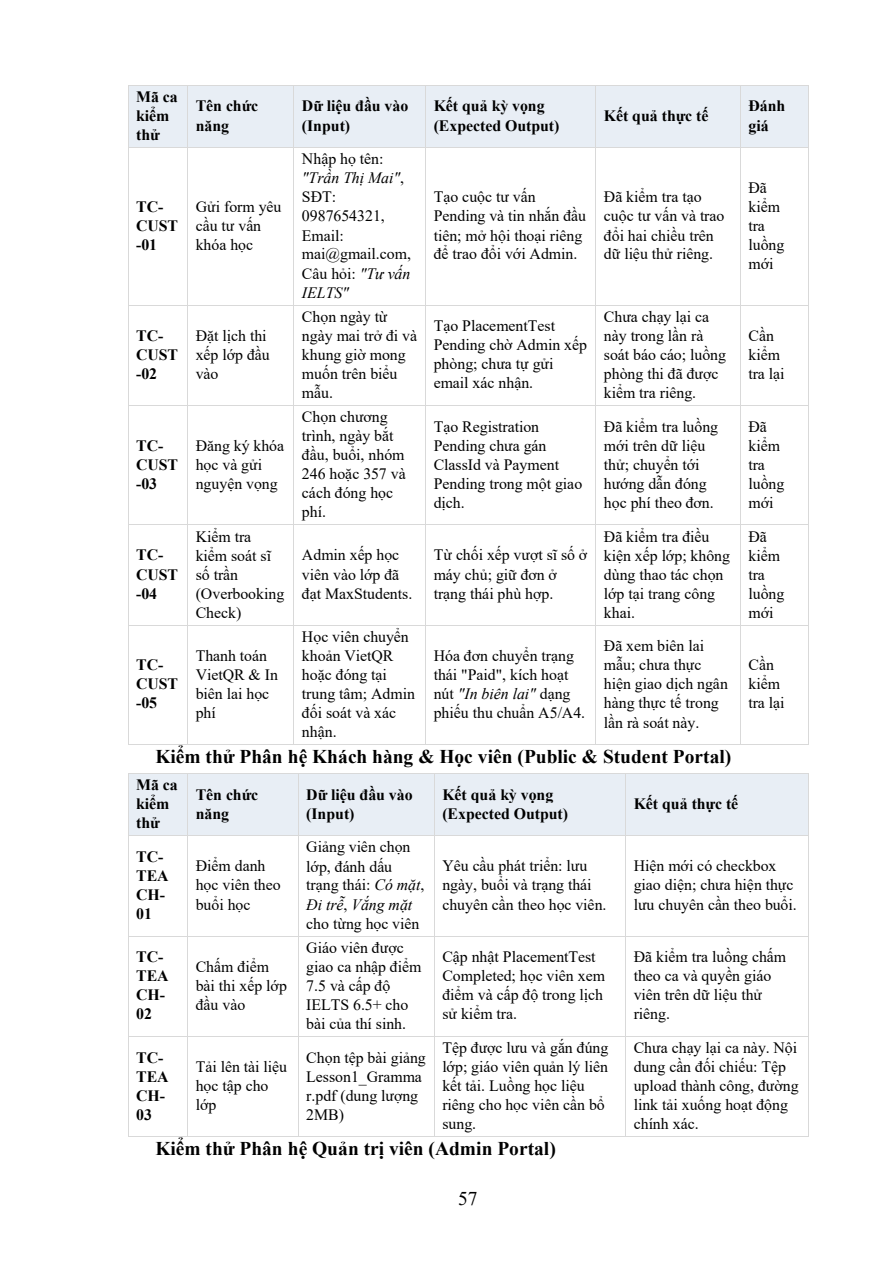 Mã ca kiểm thử | Tên chức năng | Dữ liệu đầu vào (Input) | Kết quả kỳ vọng (Expected Output) | Kết quả thực tế | Đánh giá
TC-CUST-01 | Gửi form yêu cầu tư vấn khóa học | Nhập họ tên: "Trần Thị Mai", SĐT: 0987654321, Email: mai@gmail.com, Câu hỏi: "Tư vấn IELTS" | Tạo cuộc tư vấn Pending và tin nhắn đầu tiên; mở hội thoại riêng để trao đổi với Admin. | Đã kiểm tra tạo cuộc tư vấn và trao đổi hai chiều trên dữ liệu thử riêng. | Đã kiểm tra luồng mới
TC-CUST-02 | Đặt lịch thi xếp lớp đầu vào | Chọn ngày từ ngày mai trở đi và khung giờ mong muốn trên biểu mẫu. | Tạo PlacementTest Pending chờ Admin xếp phòng; chưa tự gửi email xác nhận. | Chưa chạy lại ca này trong lần rà soát báo cáo; luồng phòng thi đã được kiểm tra riêng. | Cần kiểm tra lại
TC-CUST-03 | Đăng ký khóa học và gửi nguyện vọng | Chọn chương trình, ngày bắt đầu, buổi, nhóm 246 hoặc 357 và cách đóng học phí. | Tạo Registration Pending chưa gán ClassId và Payment Pending trong một giao dịch. | Đã kiểm tra luồng mới trên dữ liệu thử; chuyển tới hướng dẫn đóng học phí theo đơn. | Đã kiểm tra luồng mới
TC-CUST-04 | Kiểm tra kiểm soát sĩ số trần (Overbooking Check) | Admin xếp học viên vào lớp đã đạt MaxStudents. | Từ chối xếp vượt sĩ số ở máy chủ; giữ đơn ở trạng thái phù hợp. | Đã kiểm tra điều kiện xếp lớp; không dùng thao tác chọn lớp tại trang công khai. | Đã kiểm tra luồng mới
TC-CUST-05 | Thanh toán VietQR & In biên lai học phí | Học viên chuyển khoản VietQR hoặc đóng tại trung tâm; Admin đối soát và xác nhận. | Hóa đơn chuyển trạng thái "Paid", kích hoạt nút "In biên lai" dạng phiếu thu chuẩn A5/A4. | Đã xem biên lai mẫu; chưa thực hiện giao dịch ngân hàng thực tế trong lần rà soát này. | Cần kiểm tra lại
Kiểm thử Phân hệ Khách hàng & Học viên (Public & Student Portal)
Mã ca kiểm thử | Tên chức năng | Dữ liệu đầu vào (Input) | Kết quả kỳ vọng (Expected Output) | Kết quả thực tế
TC-TEACH-01 | Điểm danh học viên theo buổi học | Giảng viên chọn lớp, đánh dấu trạng thái: Có mặt, Đi trễ, Vắng mặt cho từng học viên | Yêu cầu phát triển: lưu ngày, buổi và trạng thái chuyên cần theo học viên. | Hiện mới có checkbox giao diện; chưa hiện thực lưu chuyên cần theo buổi.
TC-TEACH-02 | Chấm điểm bài thi xếp lớp đầu vào | Giáo viên được giao ca nhập điểm 7.5 và cấp độ IELTS 6.5+ cho bài của thí sinh. | Cập nhật PlacementTest Completed; học viên xem điểm và cấp độ trong lịch sử kiểm tra. | Đã kiểm tra luồng chấm theo ca và quyền giáo viên trên dữ liệu thử riêng.
TC-TEACH-03 | Tải lên tài liệu học tập cho lớp | Chọn tệp bài giảng Lesson1_Grammar.pdf (dung lượng 2MB) | Tệp được lưu và gắn đúng lớp; giáo viên quản lý liên kết tải. Luồng học liệu riêng cho học viên cần bổ sung. | Chưa chạy lại ca này. Nội dung cần đối chiếu: Tệp upload thành công, đường link tải xuống hoạt động chính xác.
Kiểm thử Phân hệ Quản trị viên (Admin Portal)
57